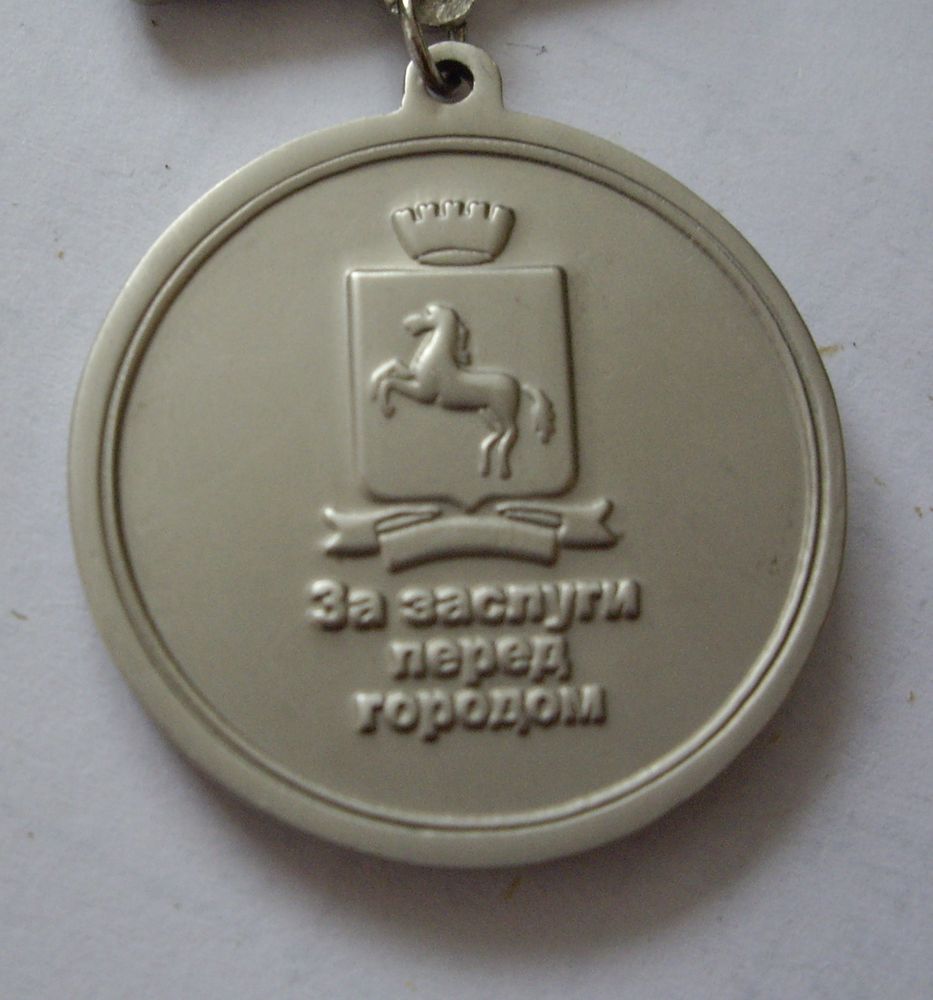 За заслуги
перед
городом